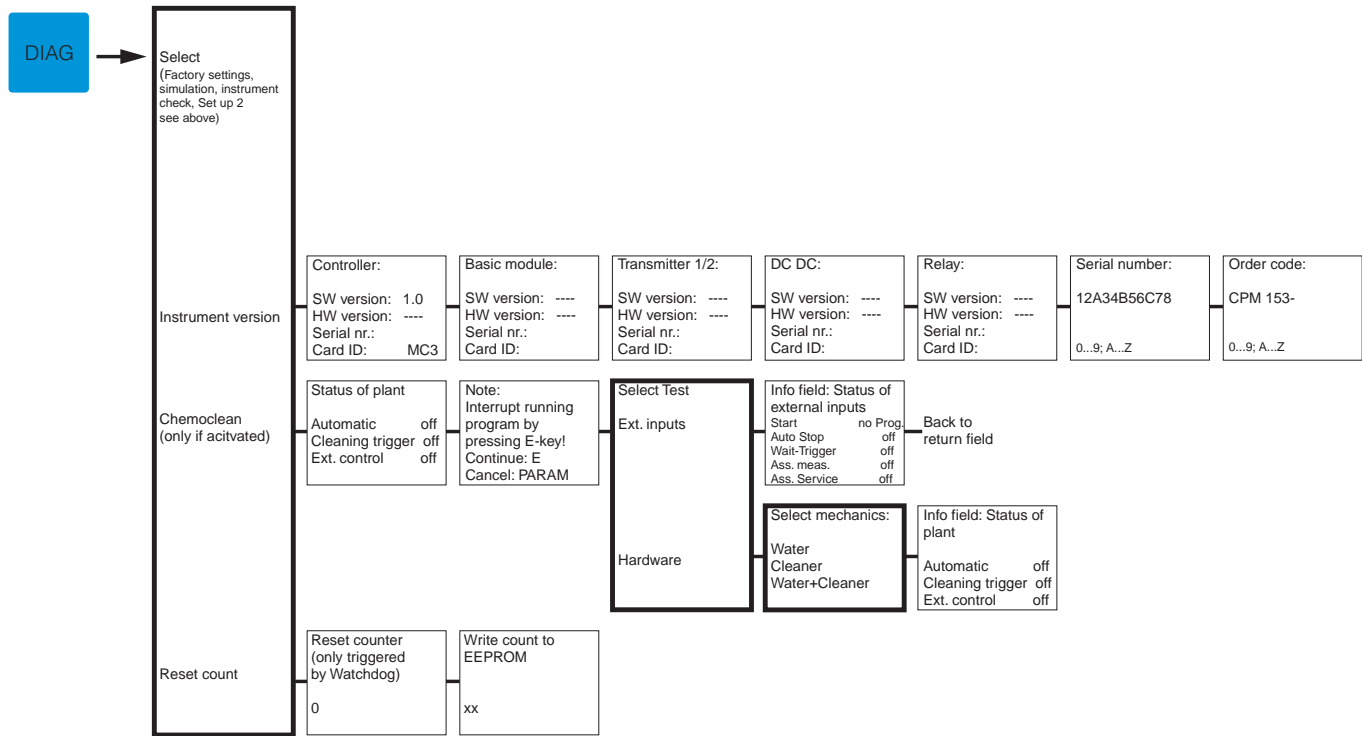 DIAG
Select
(Factory settings,
simulation, instrument
check, Set up 2
see above)
Instrument version
Controller:
SW version: 1.0
HW version: ----
Serial nr.:
Card ID: MC3
Basic module:
SW version: ----
HW version: ----
Serial nr.:
Card ID:
Transmitter 1/2:
SW version: ----
HW version: ----
Serial nr.:
Card ID:
DC DC:
SW version: ----
HW version: ----
Serial nr.:
Card ID:
Relay:
SW version: ----
HW version: ----
Serial nr.:
Card ID:
Serial number:
12A34B56C78
0...9; A...Z
Order code:
CPM 153-
0...9; A...Z
Chemoclean
(only if acitvated)
Status of plant
Automatic off
Cleaning trigger off
Ext. control off
Note:
Interrupt running
program by
pressing E-key!
Continue: E
Cancel: PARAM
Select Test
Ext. inputs
Hardware
Info field: Status of
external inputs
Start no Prog.
Auto Stop off
Wait-Trigger off
Ass. meas. off
Ass. Service off
Back to
return field
Select mechanics:
Water
Cleaner
Water+Cleaner
Info field: Status of
plant
Automatic off
Cleaning trigger off
Ext. control off
Reset count
Reset counter
(only triggered
by Watchdog)
0
Write count to
EEPROM
xx